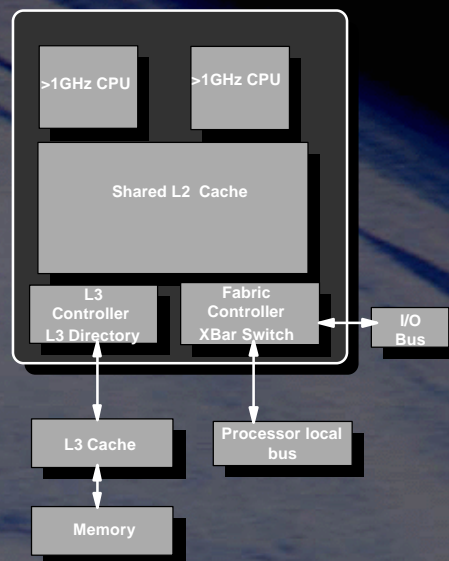 >1GHz CPU
>1GHz CPU
Shared L2 Cache
L3
Controller
L3 Directory
Fabric
Controller
XBar Switch
I/O
Bus
L3 Cache
Processor local
bus
Memory